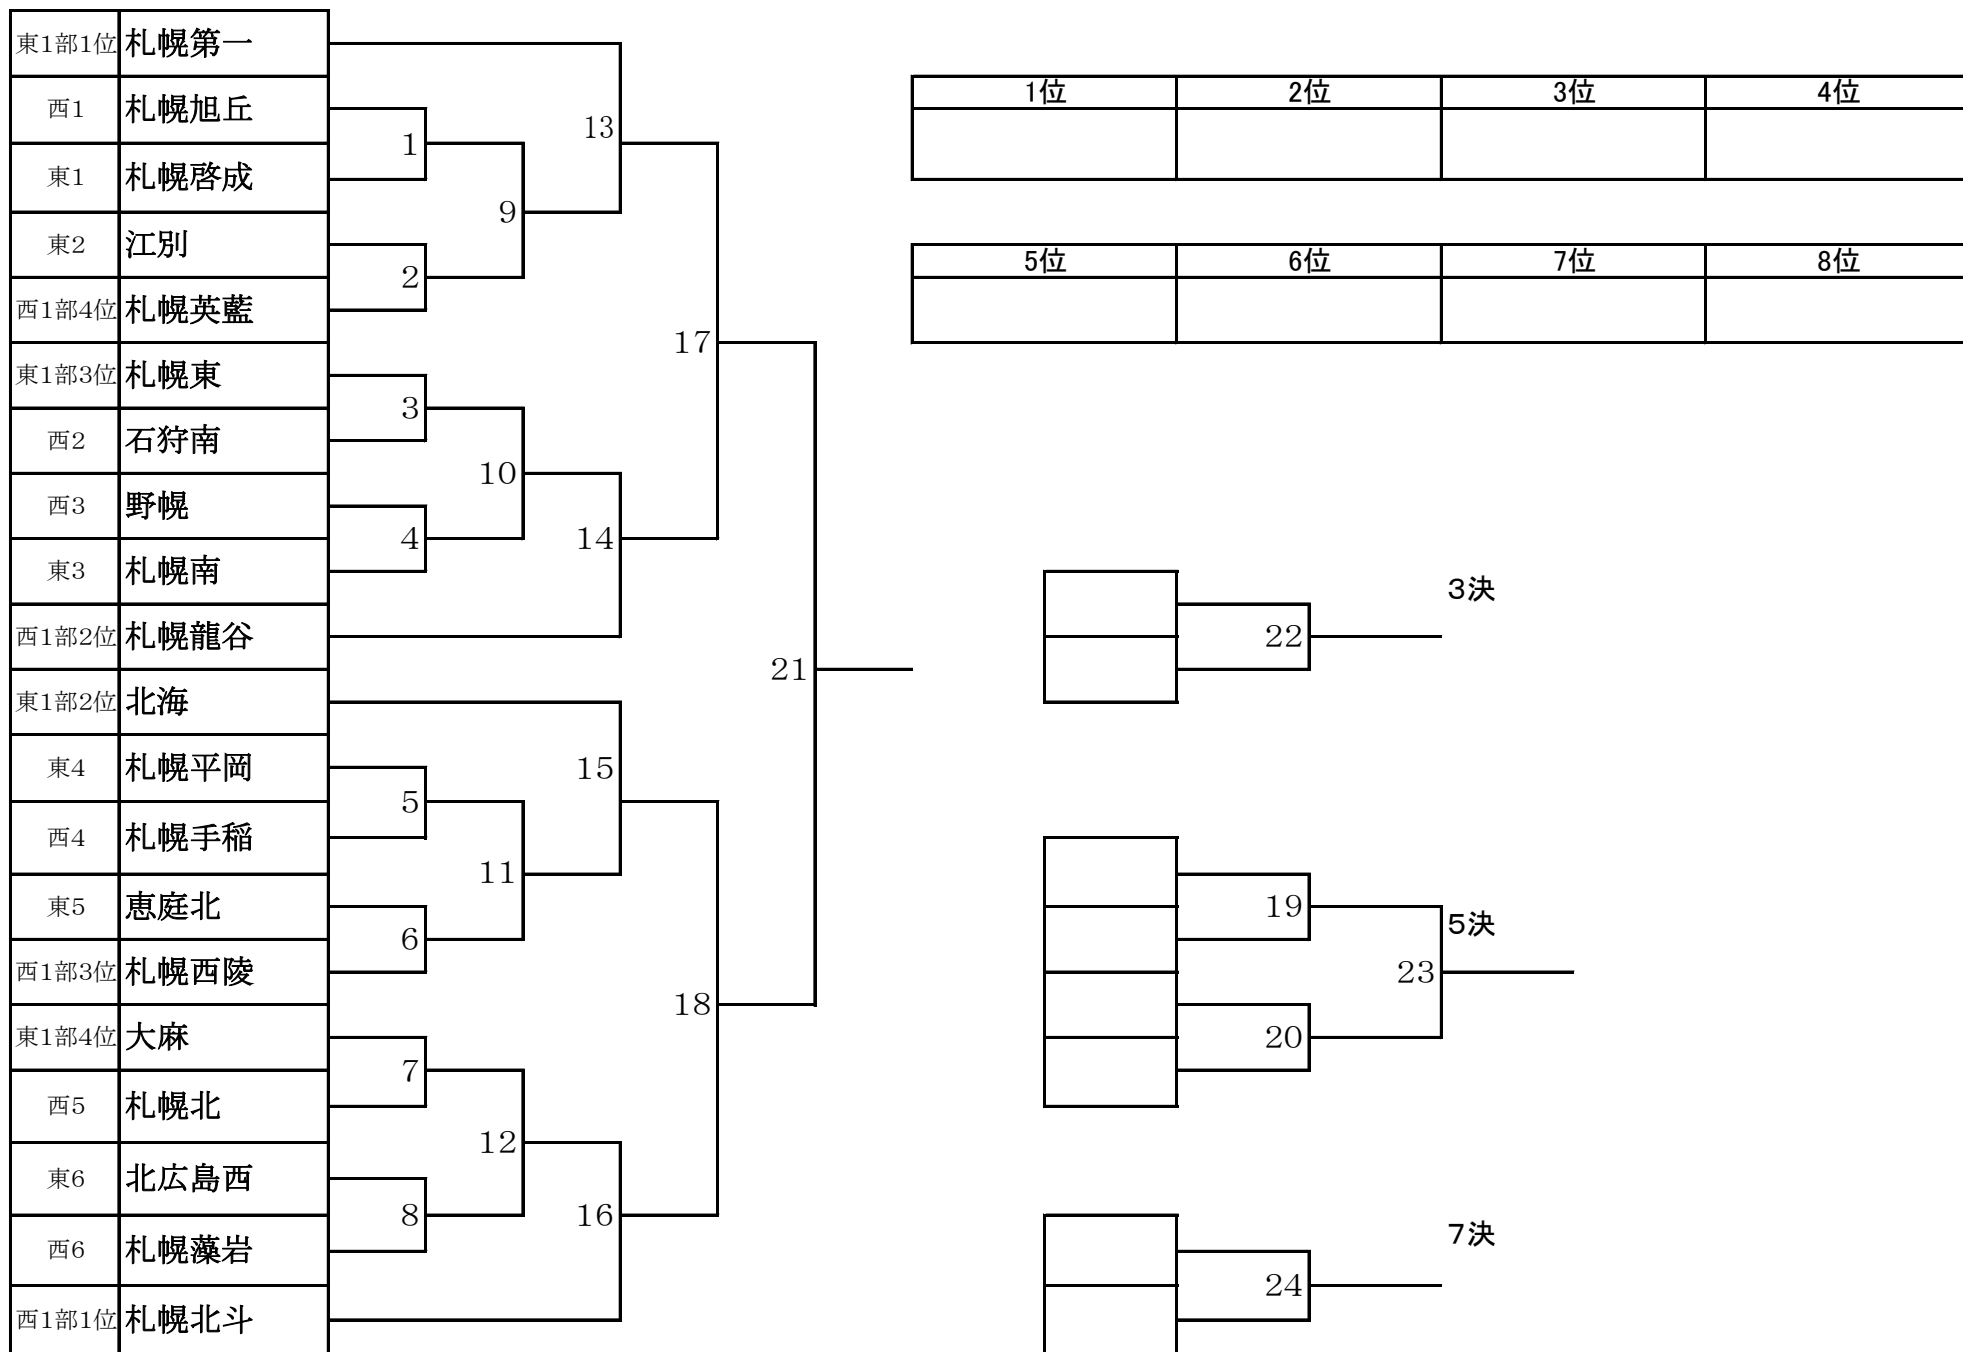 東1部1位 札幌第一
西1 札幌旭丘
東1 札幌啓成
東2 江別
西1部4位 札幌英藍
東1部3位 札幌東
西2 石狩南
西3 野幌
東3 札幌南
西1部2位 札幌龍谷
東1部2位 北海
東4 札幌平岡
西4 札幌手稲
東5 恵庭北
西1部3位 札幌西陵
東1部4位 大麻
西5 札幌北
東6 北広島西
西6 札幌藻岩
西1部1位 札幌北斗
1
2
3
4
5
6
7
8
9
10
11
12
13
14
15
16
17
18
21
1位 2位 3位 4位
5位 6位 7位 8位
3決
22
19
5決
23
20
7決
24